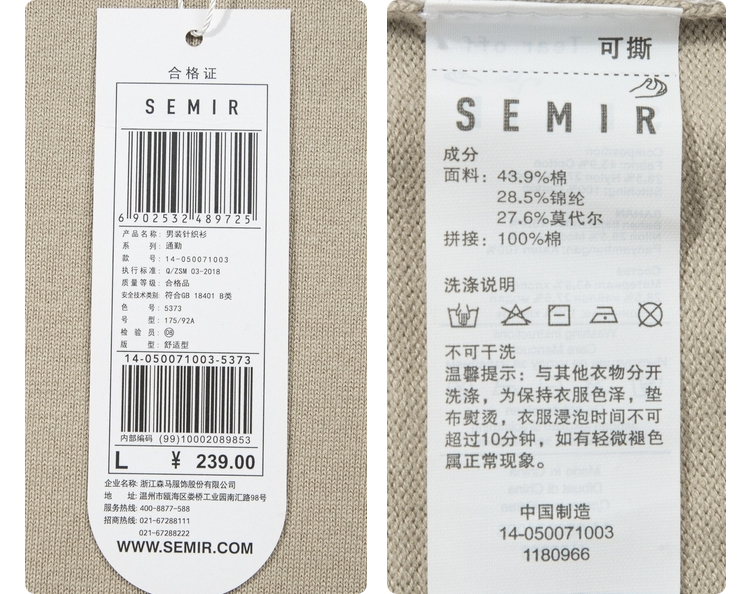 合格证
SEMIR
6 902532 489725
产品名称: 男装针织衫
系 列: 通勤
款 号: 14-050071003
执行标准: Q/ZSM 03-2018
质量等级: 合格品
安全技术类别: 符合GB 18401 B类
色 号: 5373
号 型: 175/92A
检 验 员: 08
版 型: 舒适型
14-050071003-5373
内部编码 (99)10002089853
L ¥ 239.00
企业名称: 浙江森马服饰股份有限公司
地 址: 温州市瓯海区娄桥工业园南汇路98号
服务热线: 400-8877-588
招商热线: 021-67288111
021-67288222
WWW.SEMIR.COM
可撕
SEMIR
成分
面料: 43.9%棉
28.5%锦纶
27.6%莫代尔
拼接: 100%棉
洗涤说明
不可干洗
温馨提示: 与其他衣物分开
洗涤, 为保持衣服色泽, 垫
布熨烫, 衣服浸泡时间不可
超过10分钟, 如有轻微褪色
属正常现象。
中国制造
14-050071003
1180966